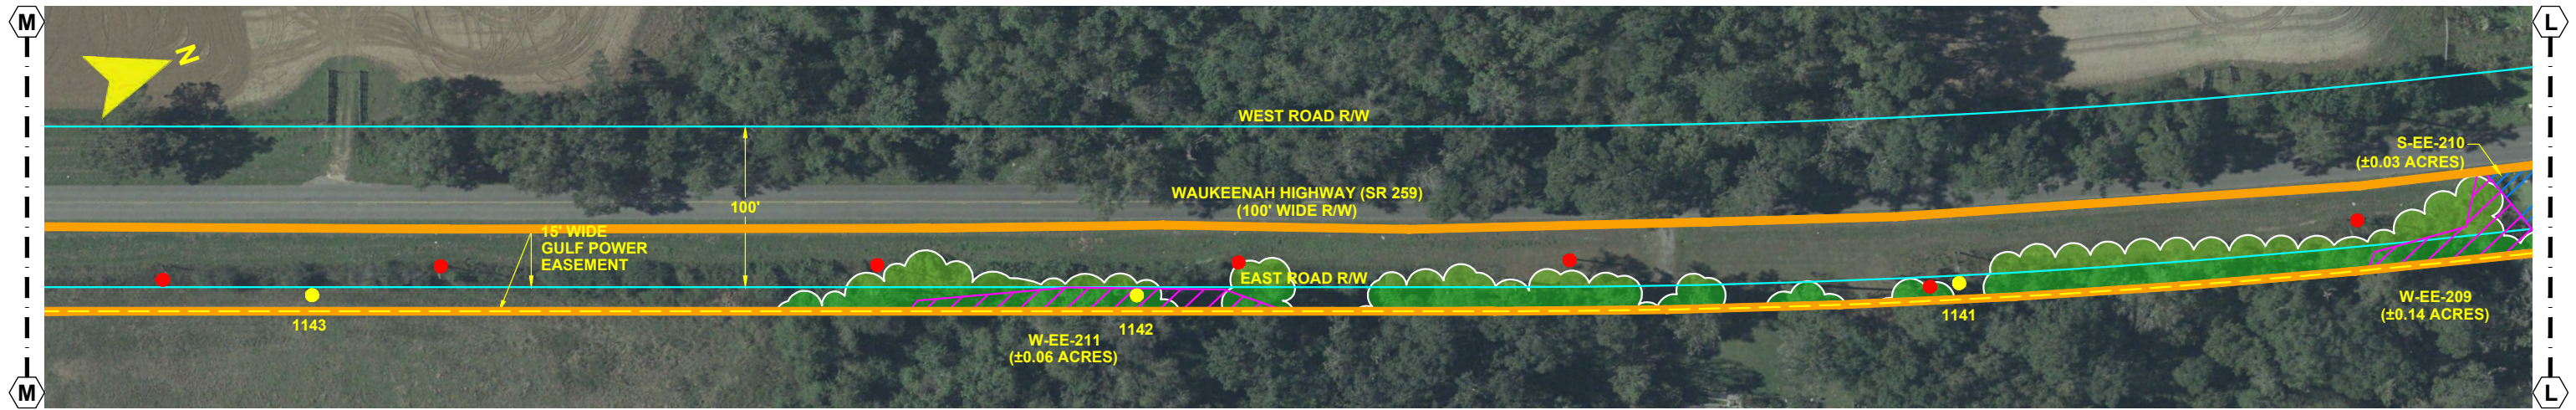 M
L
N
WEST ROAD R/W
S-EE-210
(±0.03 ACRES)
WAUKEENAH HIGHWAY (SR 259)
(100' WIDE R/W)
100'
15' WIDE
GULF POWER
EASEMENT
EAST ROAD R/W
1143
1142
1141
W-EE-211
(±0.06 ACRES)
W-EE-209
(±0.14 ACRES)
M
L